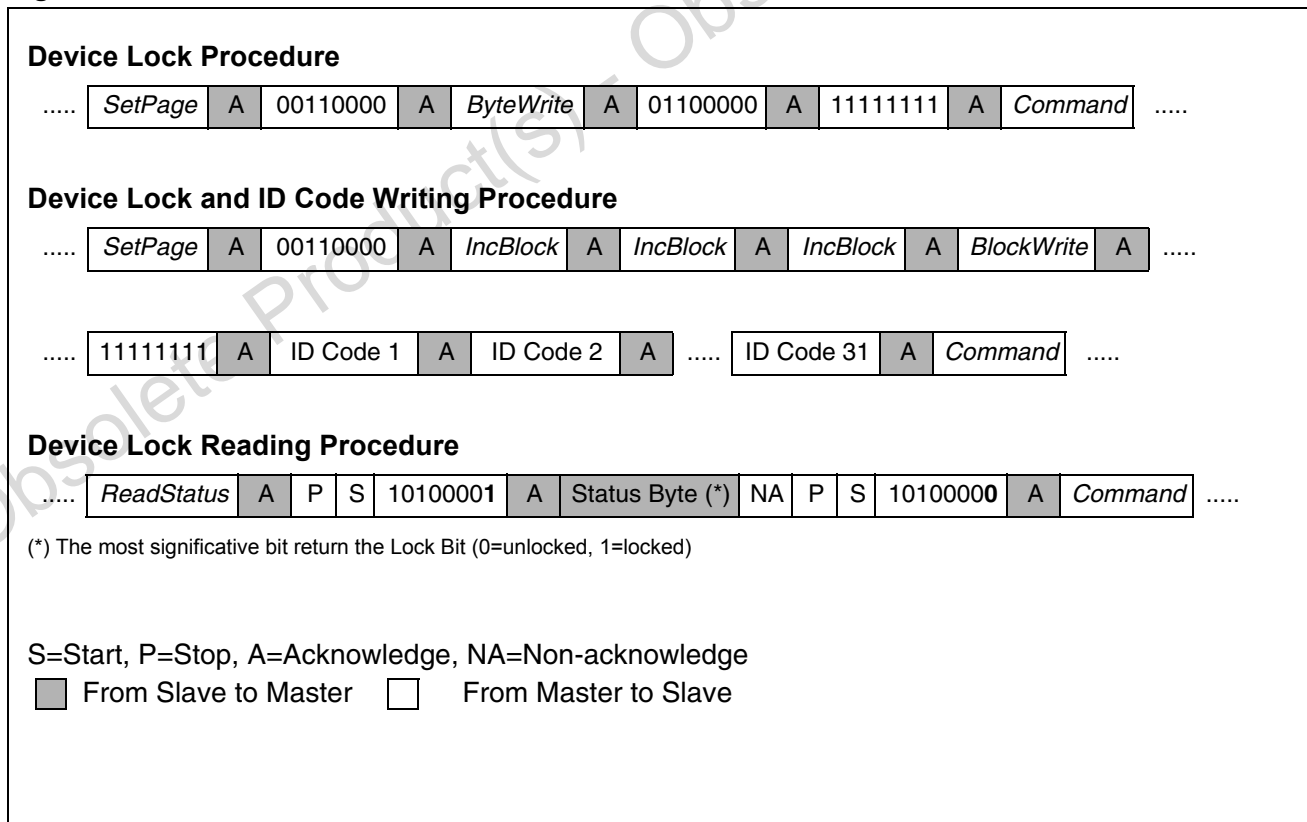 Device Lock Procedure
..... SetPage A 00110000 A ByteWrite A 01100000 A 11111111 A Command .....
Device Lock and ID Code Writing Procedure
..... SetPage A 00110000 A IncBlock A IncBlock A IncBlock A BlockWrite A .....
..... 11111111 A ID Code 1 A ID Code 2 A ..... ID Code 31 A Command .....
Device Lock Reading Procedure
..... ReadStatus A P S 10100001 A Status Byte (*) NA P S 10100000 A Command .....
(*) The most significative bit return the Lock Bit (0=unlocked, 1=locked)
S=Start, P=Stop, A=Acknowledge, NA=Non-acknowledge
From Slave to Master From Master to Slave
Obsolete Product(s) - Obso